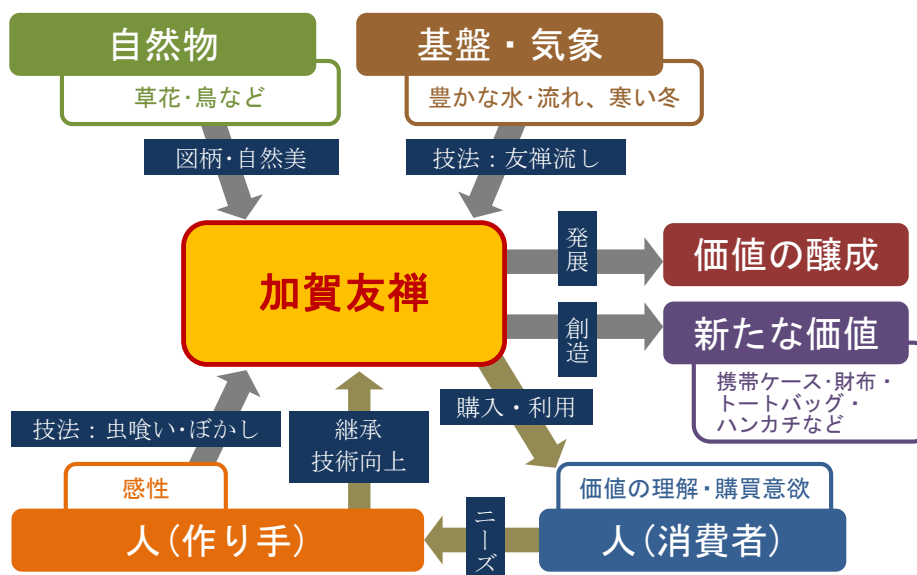 自然物
草花・鳥など
基盤・気象
豊かな水・流れ、寒い冬
図柄・自然美
技法：友禅流し
加賀友禅
発展
価値の醸成
創造
新たな価値
携帯ケース・財布・
トートバッグ・
ハンカチなど
購入・利用
技法：虫喰い・ぼかし
継承
技術向上
感性
人(作り手)
ニーズ
価値の理解・購買意欲
人(消費者)